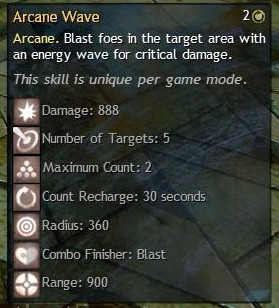 Arcane Wave 2
Arcane. Blast foes in the target area with
an energy wave for critical damage.
This skill is unique per game mode.
Damage: 888
Number of Targets: 5
Maximum Count: 2
Count Recharge: 30 seconds
Radius: 360
Combo Finisher: Blast
Range: 900